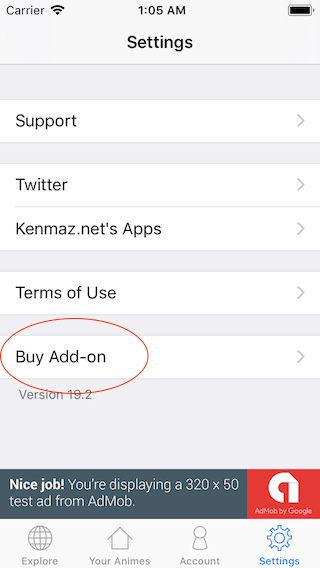 Carrier 1:05 AM
Settings
Support
Twitter
Kenmaz.net's Apps
Terms of Use
Buy Add-on
Version 19.2
Nice job! You're displaying a 320 x 50
test ad from AdMob.
AdMob by Google
Explore Your Animes Account Settings